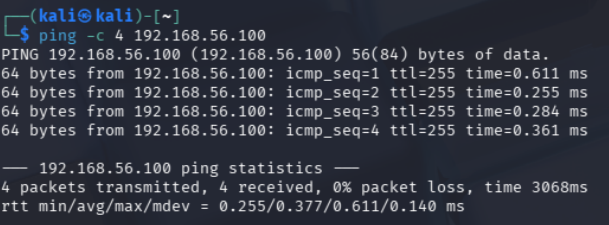 ┌──(kali㉿kali)-[~]
└─$ ping -c 4 192.168.56.100
PING 192.168.56.100 (192.168.56.100) 56(84) bytes of data.
64 bytes from 192.168.56.100: icmp_seq=1 ttl=255 time=0.611 ms
64 bytes from 192.168.56.100: icmp_seq=2 ttl=255 time=0.255 ms
64 bytes from 192.168.56.100: icmp_seq=3 ttl=255 time=0.284 ms
64 bytes from 192.168.56.100: icmp_seq=4 ttl=255 time=0.361 ms

--- 192.168.56.100 ping statistics ---
4 packets transmitted, 4 received, 0% packet loss, time 3068ms
rtt min/avg/max/mdev = 0.255/0.377/0.611/0.140 ms